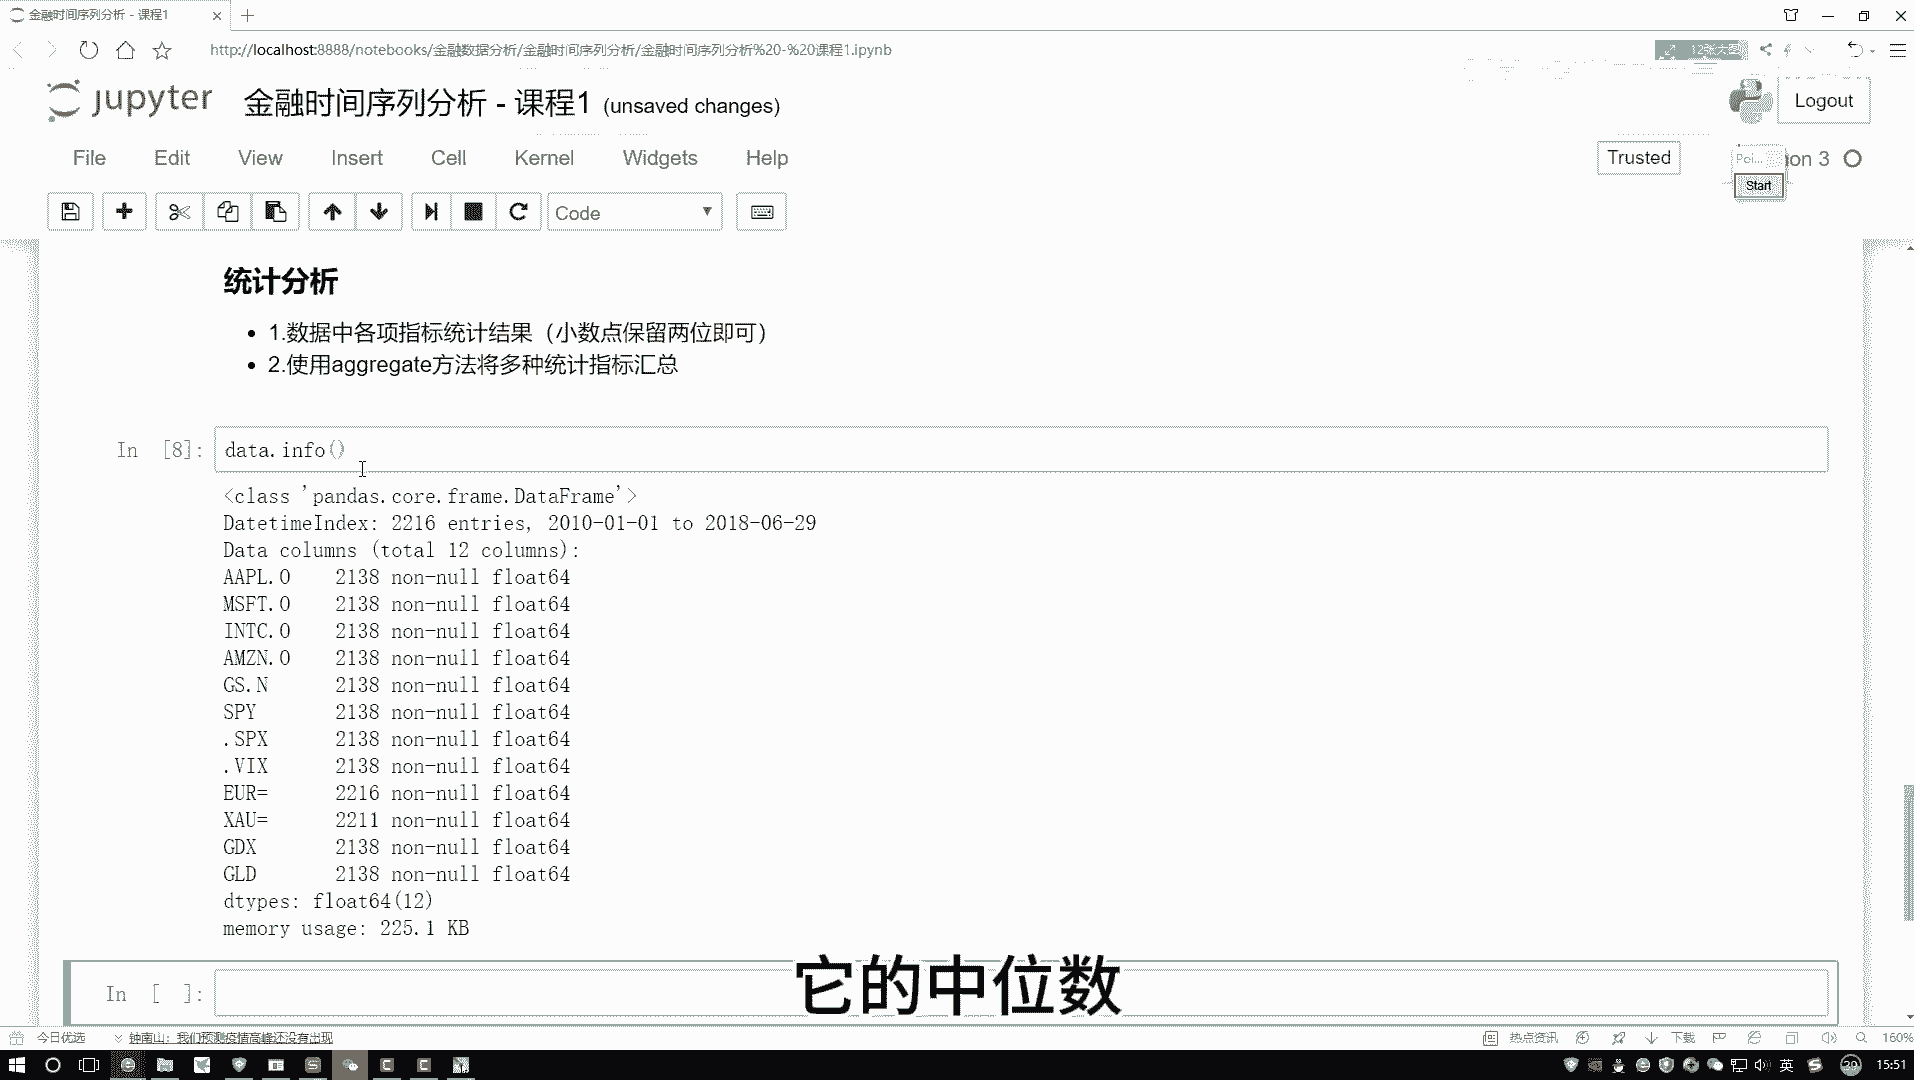 金融时间序列分析 - 课程1
http://localhost:8888/notebooks/金融数据分析/金融时间序列分析/金融时间序列分析%20-%20课程1.ipynb
12张大图
jupyter 金融时间序列分析 - 课程1 (unsaved changes)
Logout
File Edit View Insert Cell Kernel Widgets Help
Trusted
Poi... on 3
Start
Code
统计分析
• 1.数据中各项指标统计结果（小数点保留两位即可）
• 2.使用aggregate方法将多种统计指标汇总
In [8]: data.info()
<class 'pandas.core.frame.DataFrame'>
DatetimeIndex: 2216 entries, 2010-01-01 to 2018-06-29
Data columns (total 12 columns):
AAPL.O 2138 non-null float64
MSFT.O 2138 non-null float64
INTC.O 2138 non-null float64
AMZN.O 2138 non-null float64
GS.N 2138 non-null float64
SPY 2138 non-null float64
.SPX 2138 non-null float64
.VIX 2138 non-null float64
EUR= 2216 non-null float64
XAU= 2211 non-null float64
GDX 2138 non-null float64
GLD 2138 non-null float64
dtypes: float64(12)
memory usage: 225.1 KB
In [ ]:
它的中位数
今日优选 钟南山：我们预测疫情高峰还没有出现
热点资讯 下载 160%
英 29 15:51